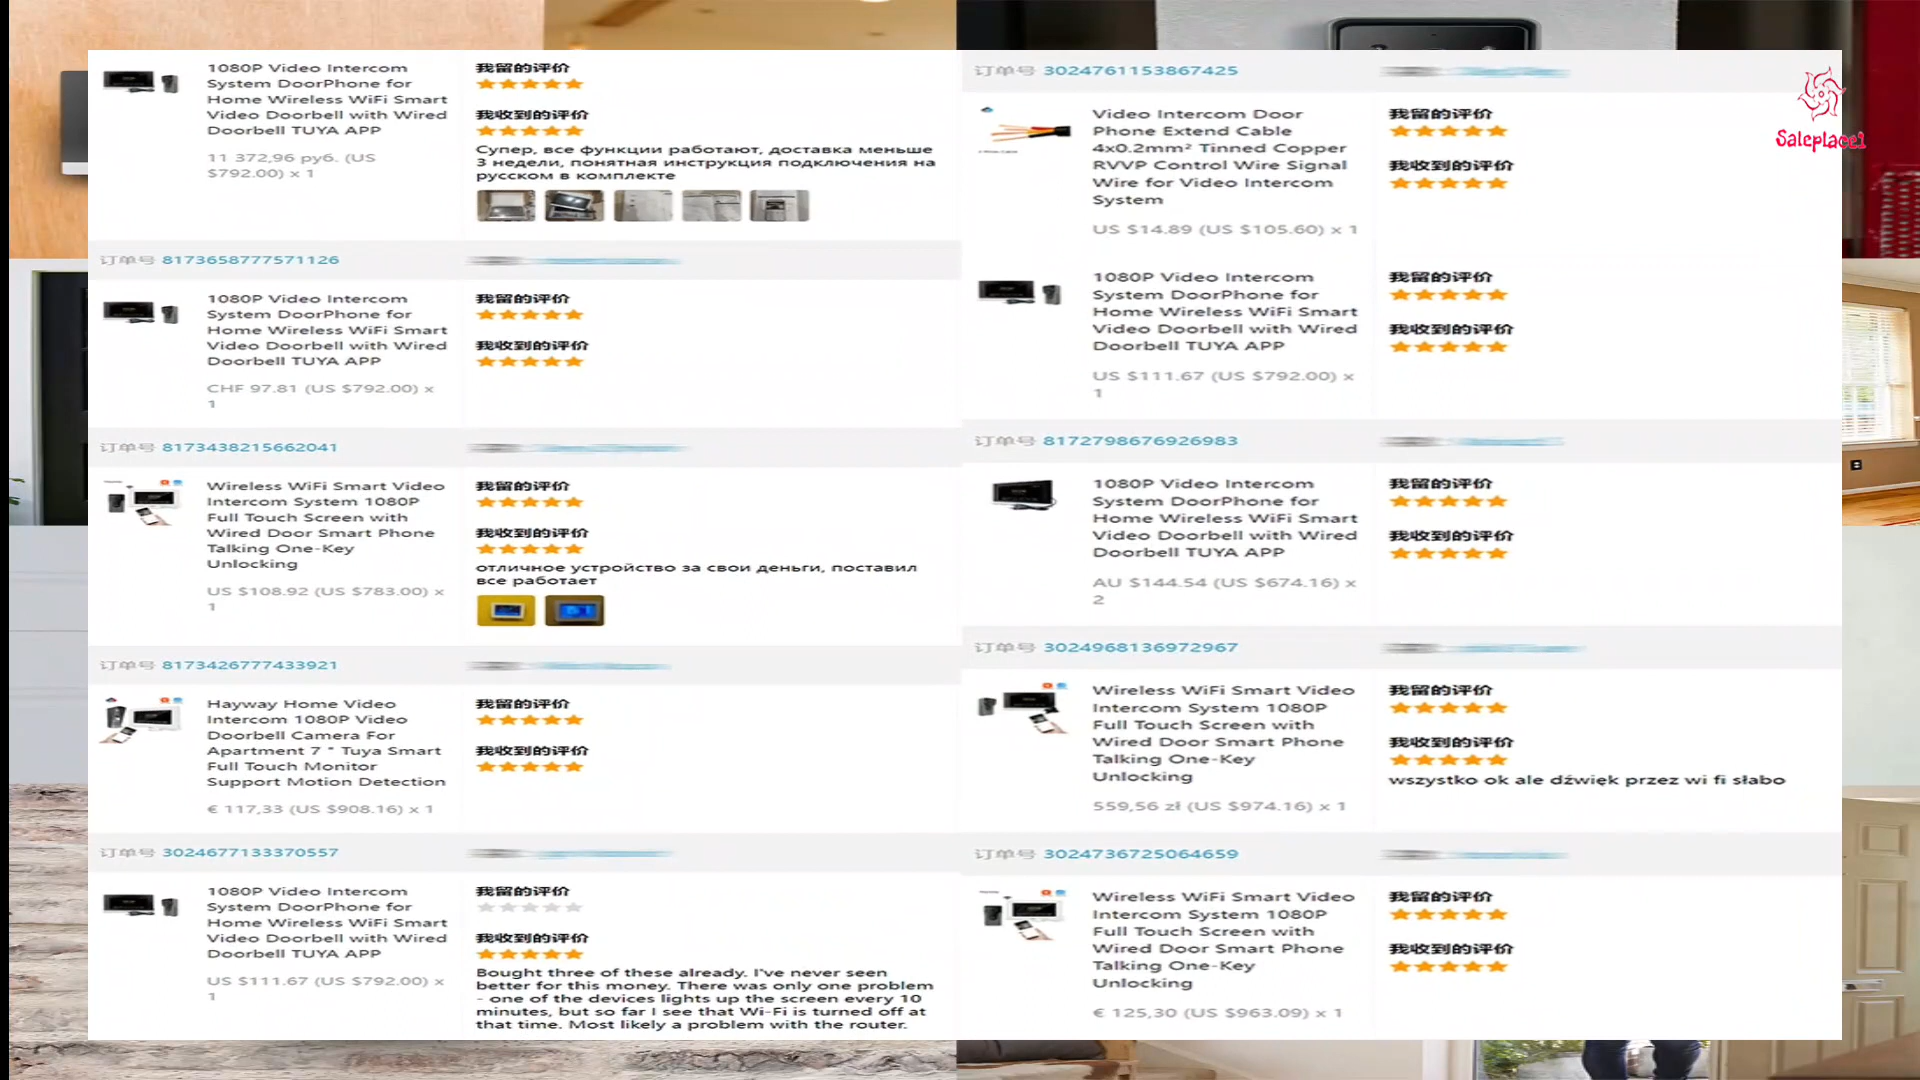 1080P Video Intercom
System DoorPhone for
Home Wireless WiFi Smart
Video Doorbell with Wired
Doorbell TUYA APP
11 372,96 руб. (US
$792.00) x 1
我留的评价
我收到的评价
Супер, все функции работают, доставка меньше
3 недели, понятная инструкция подключения на
русском в комплекте
订单号 8173658777571126
1080P Video Intercom
System DoorPhone for
Home Wireless WiFi Smart
Video Doorbell with Wired
Doorbell TUYA APP
CHF 97.81 (US $792.00) x
1
我留的评价
我收到的评价
订单号 8173438215662041
Wireless WiFi Smart Video
Intercom System 1080P
Full Touch Screen with
Wired Door Smart Phone
Talking One-Key
Unlocking
US $108.92 (US $783.00) x
1
我留的评价
我收到的评价
отличное устройство за свои деньги, поставил
все работает
订单号 8173426777433921
Hayway Home Video
Intercom 1080P Video
Doorbell Camera For
Apartment 7 " Tuya Smart
Full Touch Monitor
Support Motion Detection
€ 117,33 (US $908.16) x 1
我留的评价
我收到的评价
订单号 3024677133370557
1080P Video Intercom
System DoorPhone for
Home Wireless WiFi Smart
Video Doorbell with Wired
Doorbell TUYA APP
US $111.67 (US $792.00) x
1
我留的评价
我收到的评价
Bought three of these already. I've never seen
better for this money. There was only one problem
- one of the devices lights up the screen every 10
minutes, but so far I see that Wi-Fi is turned off at
that time. Most likely a problem with the router.
订单号 3024761153867425
Video Intercom Door
Phone Extend Cable
4x0.2mm² Tinned Copper
RVVP Control Wire Signal
Wire for Video Intercom
System
US $14.89 (US $105.60) x 1
我留的评价
我收到的评价
1080P Video Intercom
System DoorPhone for
Home Wireless WiFi Smart
Video Doorbell with Wired
Doorbell TUYA APP
US $111.67 (US $792.00) x
1
我留的评价
我收到的评价
订单号 8172798676926983
1080P Video Intercom
System DoorPhone for
Home Wireless WiFi Smart
Video Doorbell with Wired
Doorbell TUYA APP
AU $144.54 (US $674.16) x
2
我留的评价
我收到的评价
订单号 3024968136972967
Wireless WiFi Smart Video
Intercom System 1080P
Full Touch Screen with
Wired Door Smart Phone
Talking One-Key
Unlocking
559,56 zł (US $974.16) x 1
我留的评价
我收到的评价
wszystko ok ale dźwięk przez wi fi słabo
订单号 3024736725064659
Wireless WiFi Smart Video
Intercom System 1080P
Full Touch Screen with
Wired Door Smart Phone
Talking One-Key
Unlocking
€ 125,30 (US $963.09) x 1
我留的评价
我收到的评价
Saleplace1